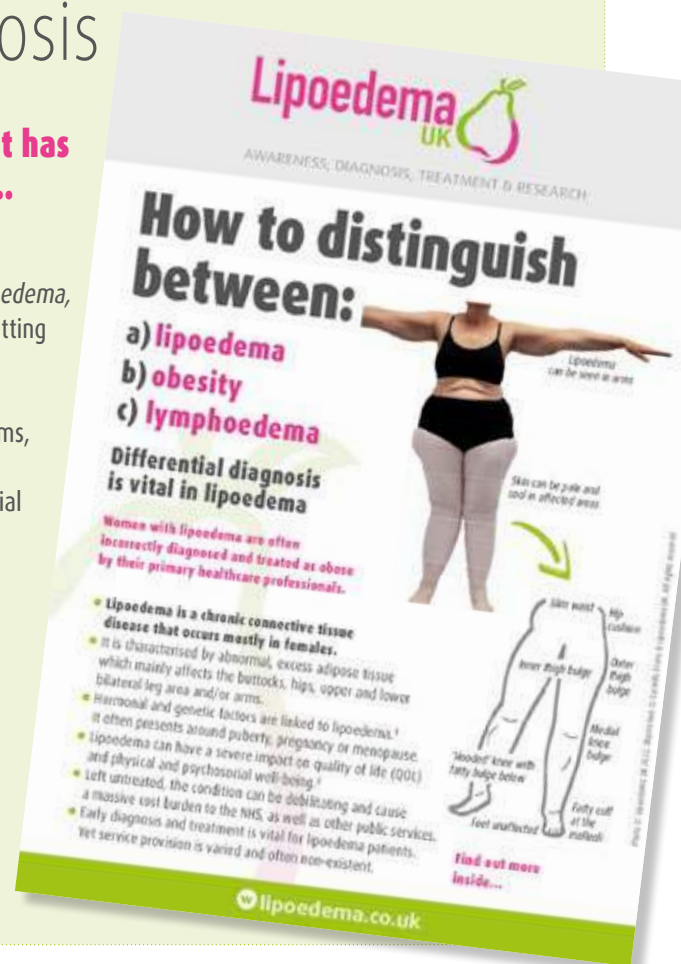 osis
t has
..
edema,
tting
ms,
ial
Lipoedema
UK
AWARENESS, DIAGNOSIS, TREATMENT & RESEARCH
How to distinguish
between:
a) lipoedema
b) obesity
c) lymphoedema
Differential diagnosis
is vital in lipoedema
Women with lipoedema are often
incorrectly diagnosed and treated as obese
by their primary healthcare professionals.
• Lipoedema is a chronic connective tissue
disease that occurs mostly in females.
• It is characterised by abnormal, excess adipose tissue
which mainly affects the buttocks, hips, upper and lower
bilateral leg area and/or arms.
• Hormonal and genetic factors are linked to lipoedema.
It often presents around puberty, pregnancy or menopause.
• Lipoedema can have a severe impact on quality of life (QOL)
and physical and psychosocial well-being.
• Left untreated, the condition can be debilitating and cause
a massive cost burden to the NHS, as well as other public services.
• Early diagnosis and treatment is vital for lipoedema patients.
Yet service provision is varied and often non-existent.
Lipoedema
can be seen in arms
Skin can be pale and
cool in affected areas
Slim waist
Hip
cushion
Inner thigh bulge
Outer
thigh
bulge
Medial
knee
bulge
'Hooded' knee with
fatty bulge below
Feet unaffected
Fatty cuff
at the
malleoli
Find out more
inside...
w lipoedema.co.uk